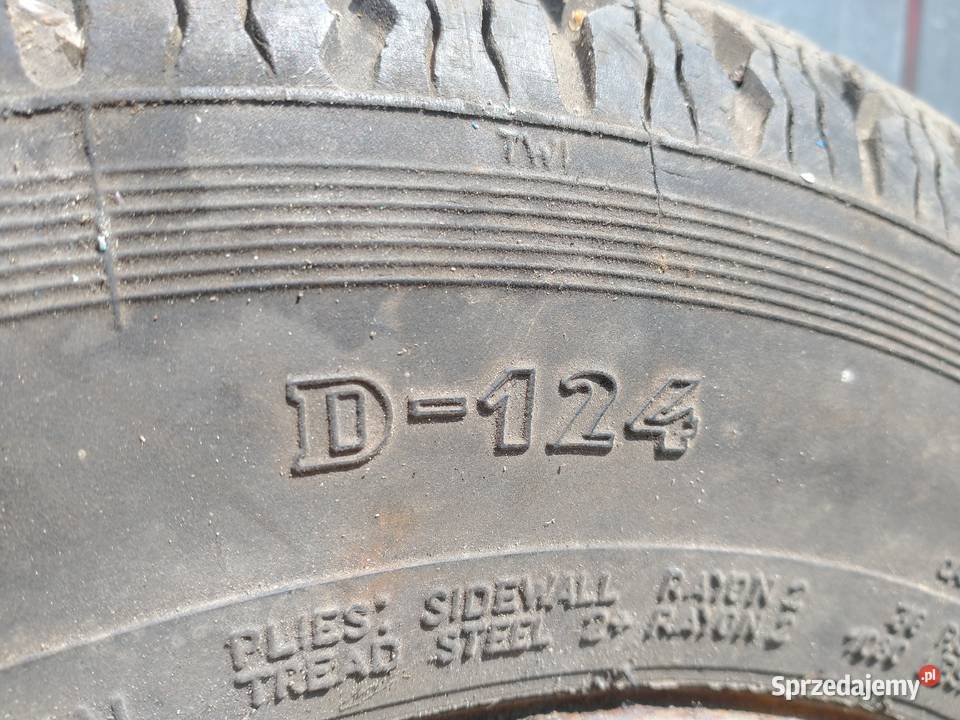 TWI
D-124
PLIES: SIDEWALL RAYON 2
TREAD STEEL 2+ RAYON 2
Sprzedajemy.pl